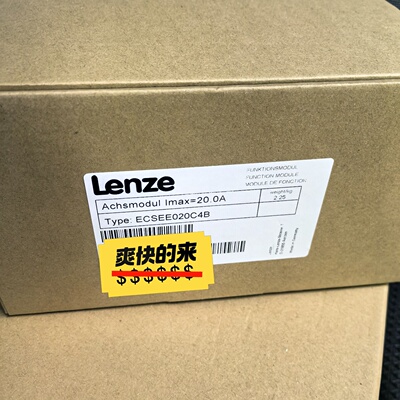 Lenze
FUNKTIONSMODUL
FUNCTION MODULE
MODULE DE FONCTION
Achsmodul Imax=20.0A
weight/kg
2.25
Type: ECSEE020C4B
爽快的来
$$$$$$